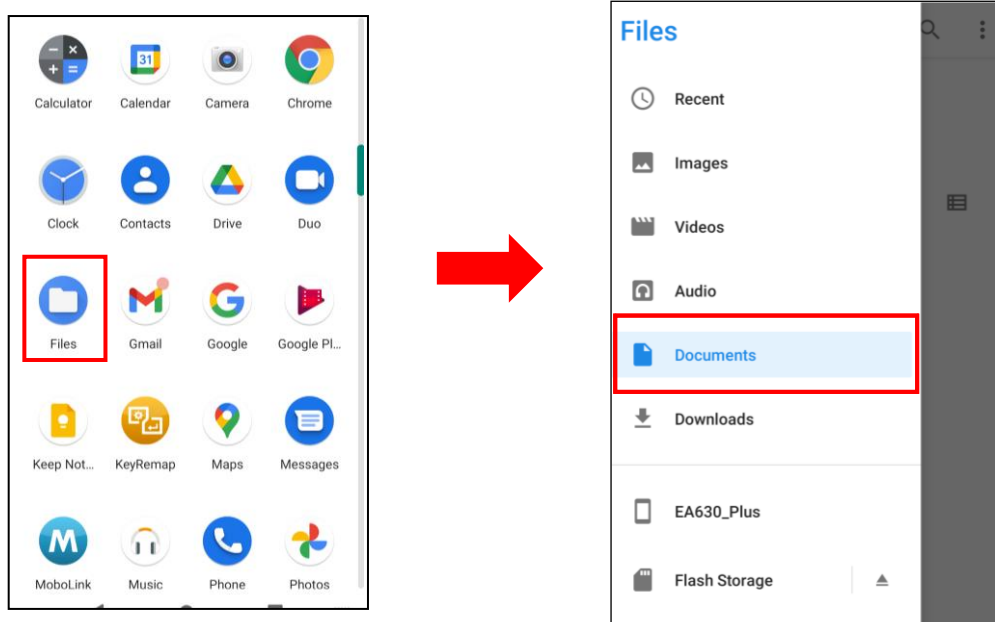 Calculator Calendar Camera Chrome
31
Clock Contacts Drive Duo
Files Gmail Google Google Pl...
Keep Not... KeyRemap Maps Messages
M
MoboLink Music Phone Photos
Files
Recent
Images
Videos
Audio
Documents
Downloads
EA630_Plus
Flash Storage